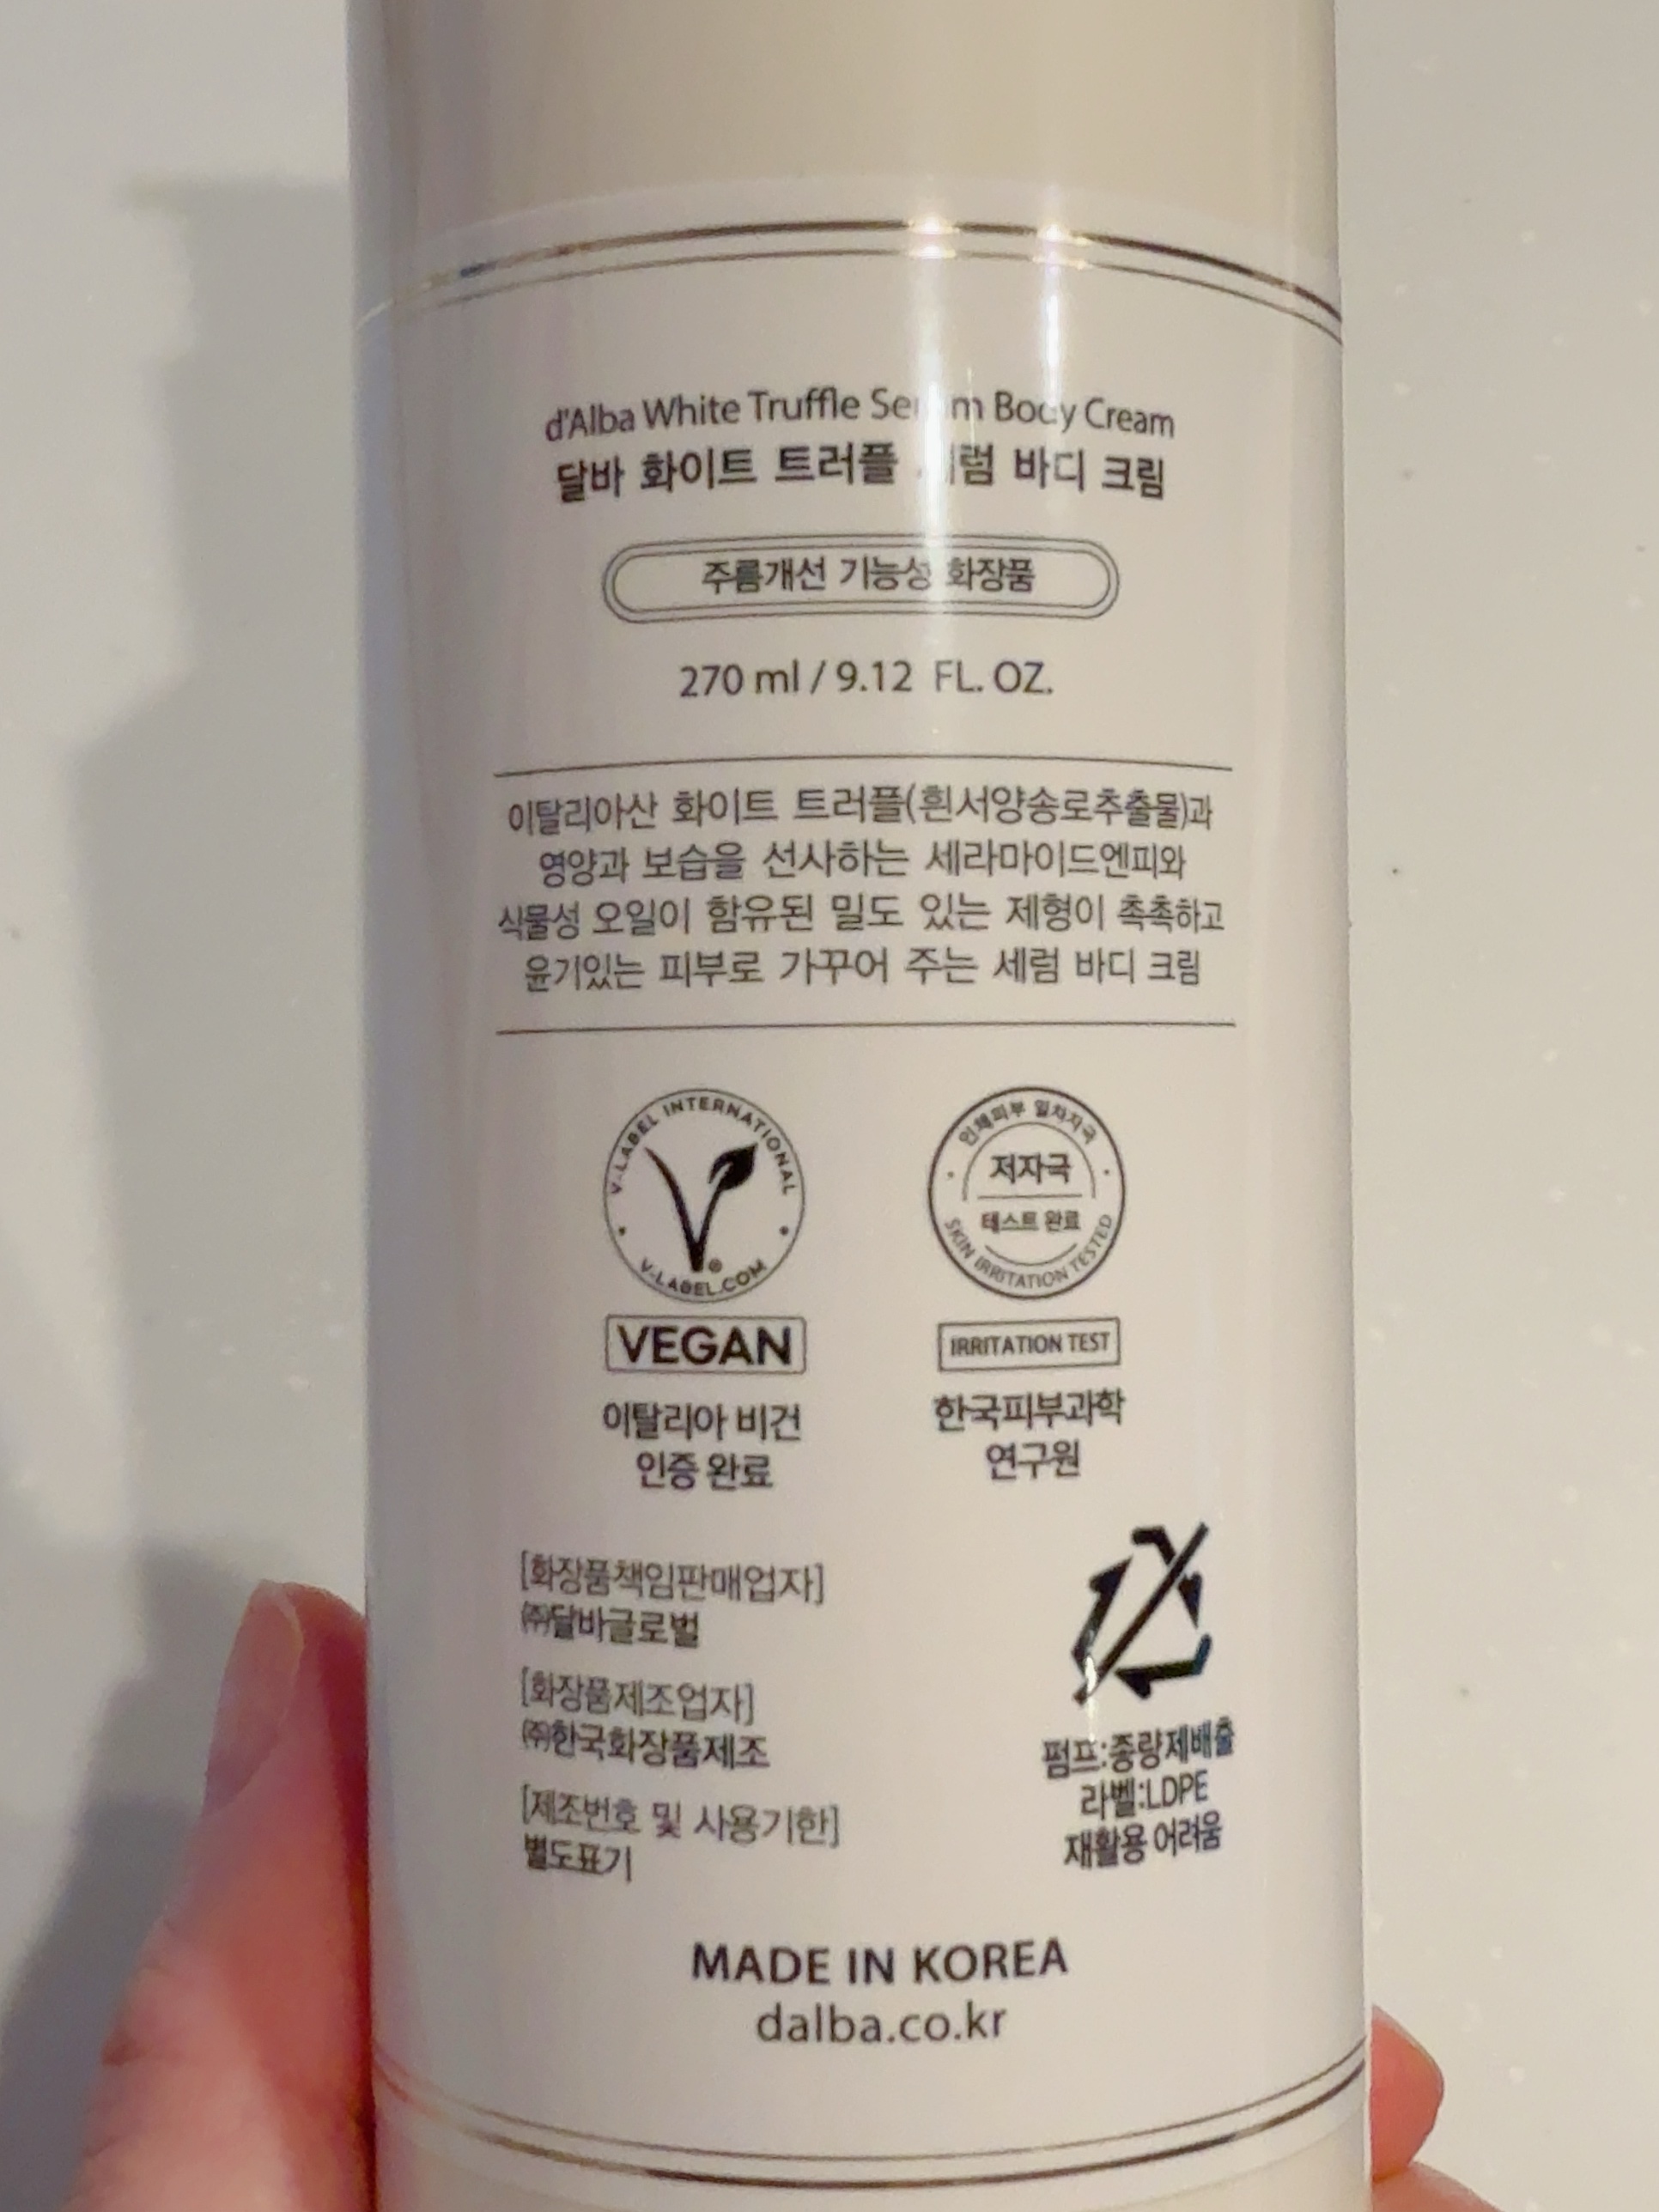 d'Alba White Truffle Serum Body Cream
달바 화이트 트러플 세럼 바디 크림
주름개선 기능성 화장품
270 ml / 9.12 FL. OZ.
이탈리아산 화이트 트러플(흰서양송로추출물)과
영양과 보습을 선사하는 세라마이드엔피와
식물성 오일이 함유된 밀도 있는 제형이 촉촉하고
윤기있는 피부로 가꾸어 주는 세럼 바디 크림
V-LABEL INTERNATIONAL
V-LABEL.COM
®
VEGAN
이탈리아 비건
인증 완료
인체피부 일차자극
저자극
테스트 완료
SKIN IRRITATION TESTED
IRRITATION TEST
한국피부과학
연구원
[화장품책임판매업자]
㈜달바글로벌
[화장품제조업자]
㈜한국화장품제조
[제조번호 및 사용기한]
별도표기
펌프:종량제배출
라벨:LDPE
재활용 어려움
MADE IN KOREA
dalba.co.kr